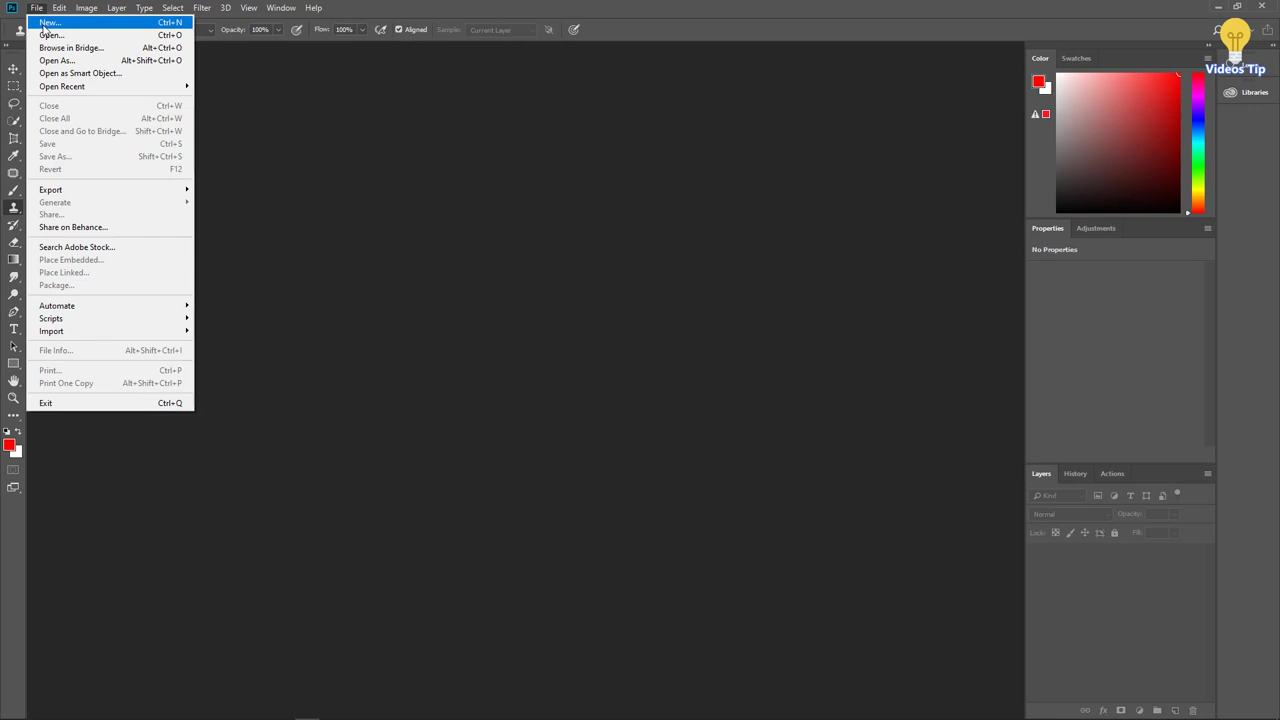 Ps File Edit Image Layer Type Select Filter 3D View Window Help
Opacity: 100% Flow: 100% Aligned Sample: Current Layer
New... Ctrl+N
Open... Ctrl+O
Browse in Bridge... Alt+Ctrl+O
Open As... Alt+Shift+Ctrl+O
Open as Smart Object...
Open Recent
Close Ctrl+W
Close All Alt+Ctrl+W
Close and Go to Bridge... Shift+Ctrl+W
Save Ctrl+S
Save As... Shift+Ctrl+S
Revert F12
Export
Generate
Share...
Share on Behance...
Search Adobe Stock...
Place Embedded...
Place Linked...
Package...
Automate
Scripts
Import
File Info... Alt+Shift+Ctrl+I
Print... Ctrl+P
Print One Copy Alt+Shift+Ctrl+P
Exit Ctrl+Q
Color Swatches
Videos Tip
Libraries
Properties Adjustments
No Properties
Layers History Actions
Kind
Normal Opacity:
Lock: Fill:
fx